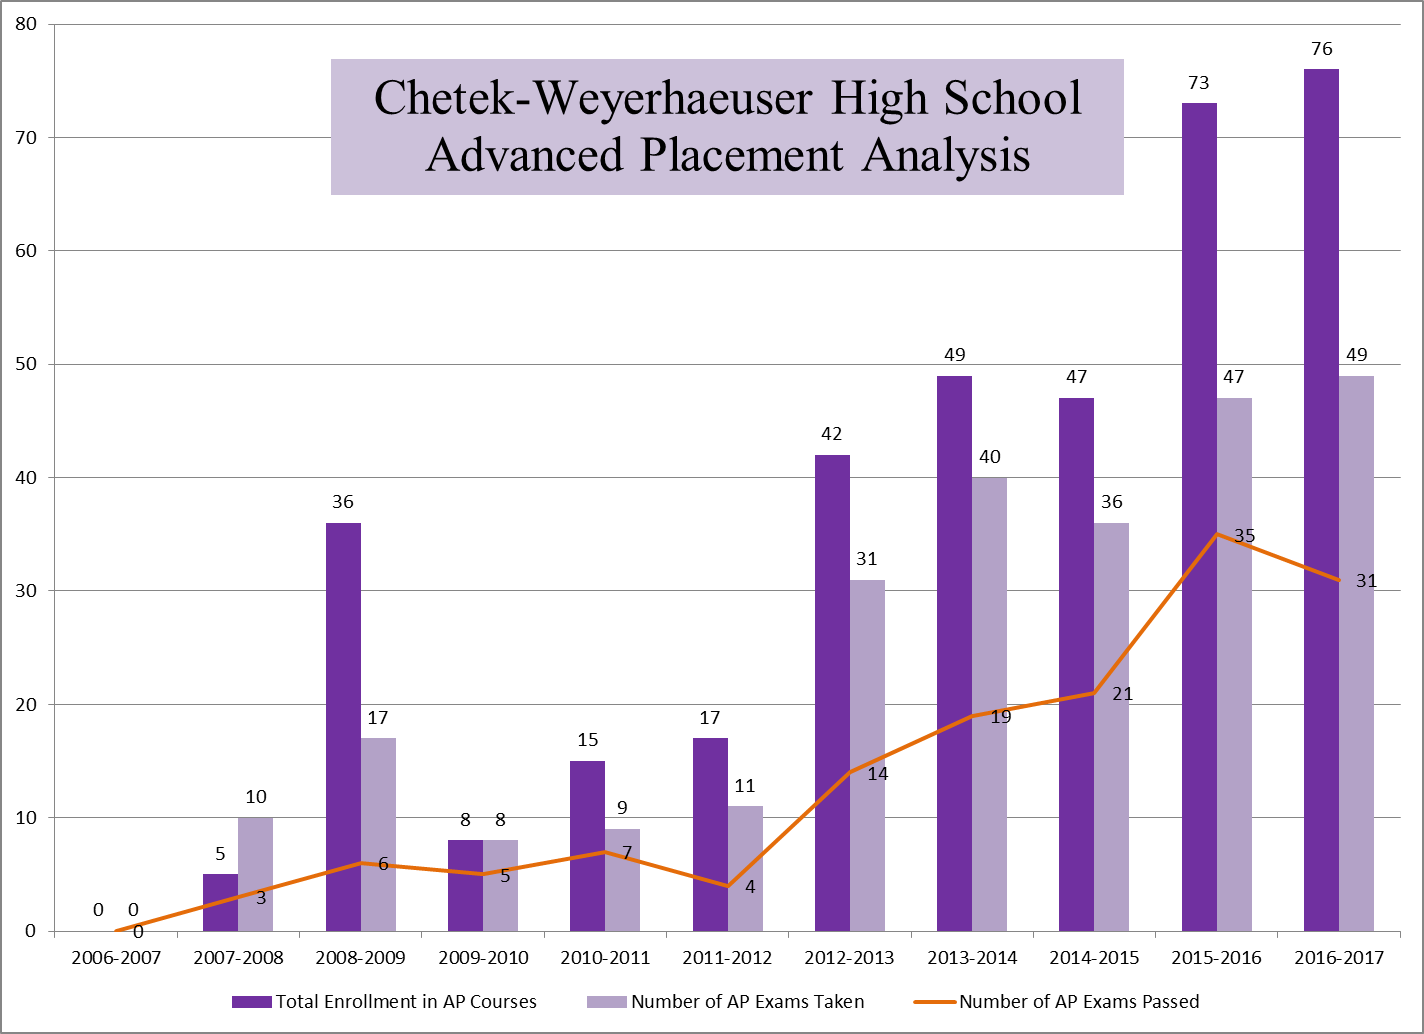 Chetek-Weyerhaeuser High School
Advanced Placement Analysis
80
70
60
50
40
30
20
10
0
0 0 0
5 10 3
36 17 6
8 8 5
15 9 7
17 11 4
42 31 14
49 40 19
47 36 21
73 47 35
76 49 31
2006-2007 2007-2008 2008-2009 2009-2010 2010-2011 2011-2012 2012-2013 2013-2014 2014-2015 2015-2016 2016-2017
Total Enrollment in AP Courses Number of AP Exams Taken Number of AP Exams Passed